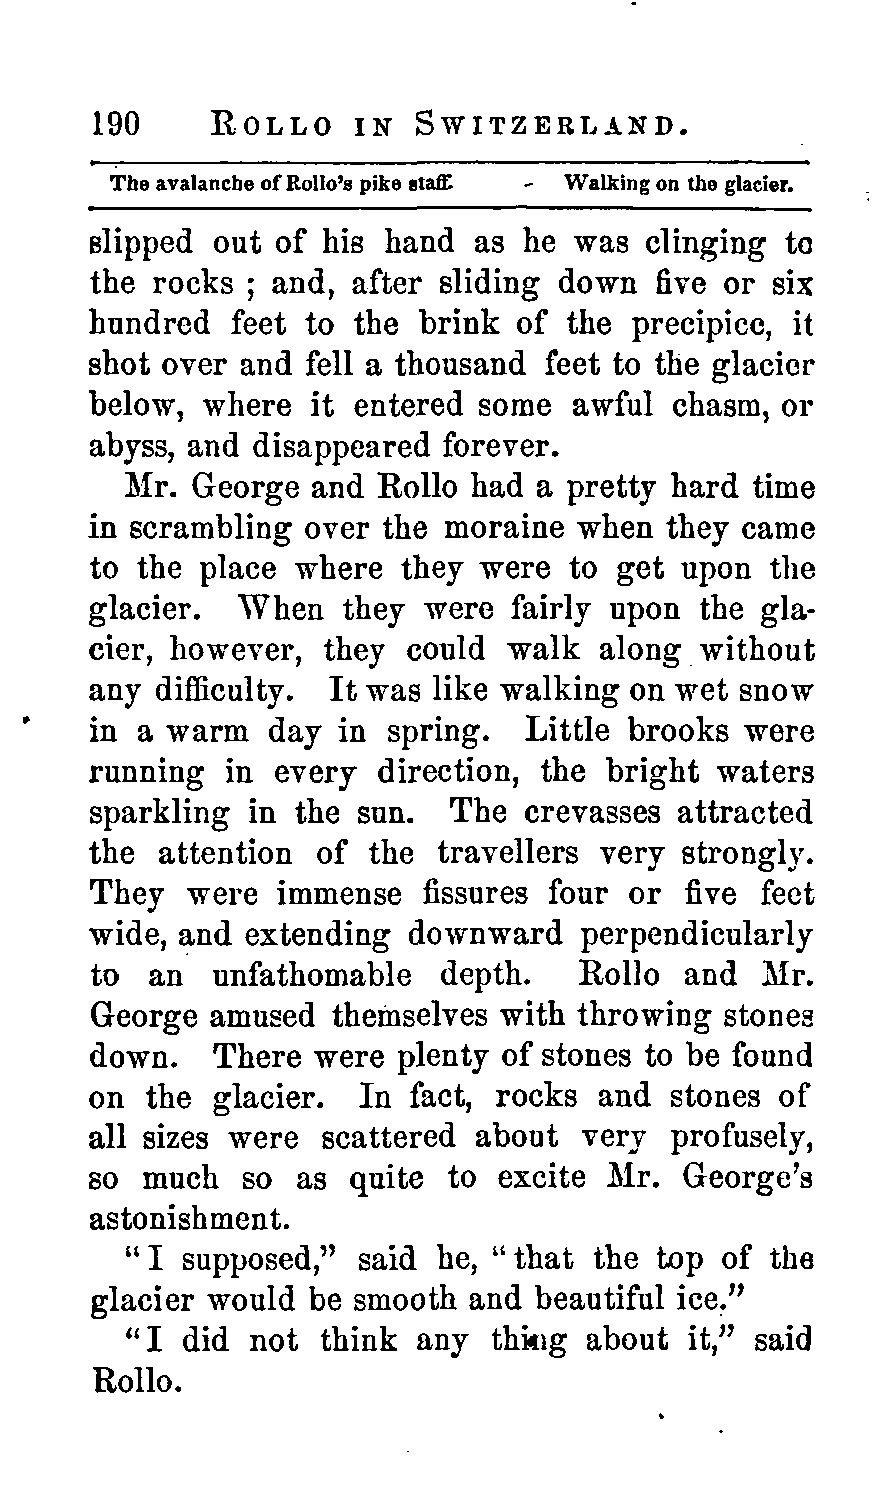 190 ROLLO IN SWITZERLAND.
The avalanche of Rollo's pike staff. - Walking on the glacier.
slipped out of his hand as he was clinging to
the rocks ; and, after sliding down five or six
hundred feet to the brink of the precipice, it
shot over and fell a thousand feet to the glacier
below, where it entered some awful chasm, or
abyss, and disappeared forever.
Mr. George and Rollo had a pretty hard time
in scrambling over the moraine when they came
to the place where they were to get upon the
glacier. When they were fairly upon the gla-
cier, however, they could walk along without
any difficulty. It was like walking on wet snow
in a warm day in spring. Little brooks were
running in every direction, the bright waters
sparkling in the sun. The crevasses attracted
the attention of the travellers very strongly.
They were immense fissures four or five feet
wide, and extending downward perpendicularly
to an unfathomable depth. Rollo and Mr.
George amused themselves with throwing stones
down. There were plenty of stones to be found
on the glacier. In fact, rocks and stones of
all sizes were scattered about very profusely,
so much so as quite to excite Mr. George's
astonishment.
"I supposed," said he, "that the top of the
glacier would be smooth and beautiful ice."
"I did not think any thing about it," said
Rollo.